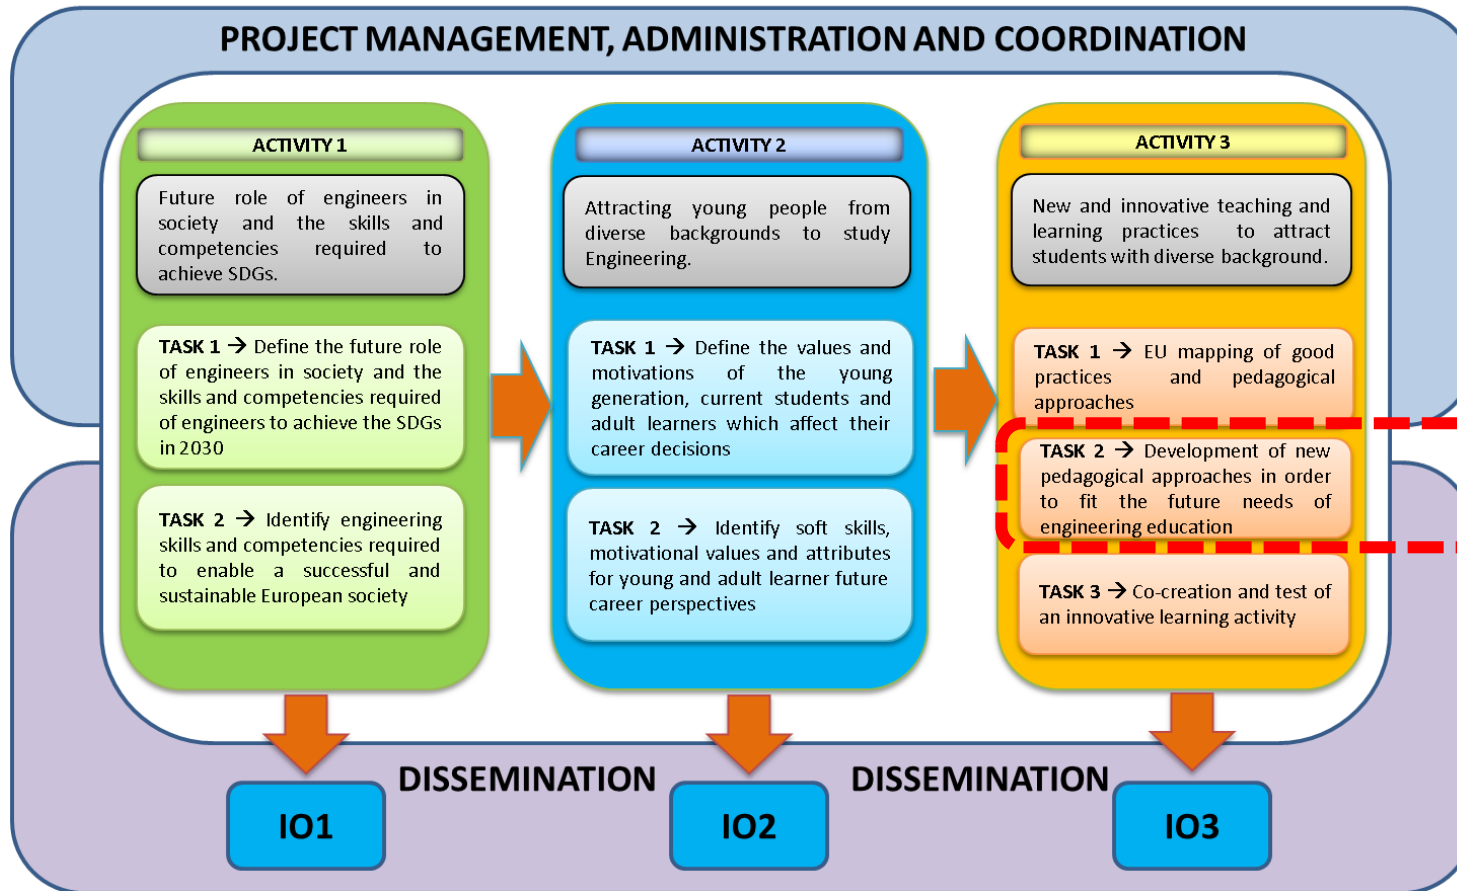 PROJECT MANAGEMENT, ADMINISTRATION AND COORDINATION
ACTIVITY 1
Future role of engineers in
society and the skills and
competencies required to
achieve SDGs.
TASK 1 → Define the future role
of engineers in society and the
skills and competencies required
of engineers to achieve the SDGs
in 2030
TASK 2 → Identify engineering
skills and competencies required
to enable a successful and
sustainable European society
ACTIVITY 2
Attracting young people from
diverse backgrounds to study
Engineering.
TASK 1 → Define the values and
motivations of the young
generation, current students and
adult learners which affect their
career decisions
TASK 2 → Identify soft skills,
motivational values and attributes
for young and adult learner future
career perspectives
ACTIVITY 3
New and innovative teaching and
learning practices to attract
students with diverse background.
TASK 1 → EU mapping of good
practices and pedagogical
approaches
TASK 2 → Development of new
pedagogical approaches in order
to fit the future needs of
engineering education
TASK 3 → Co-creation and test of
an innovative learning activity
DISSEMINATION
DISSEMINATION
IO1
IO2
IO3